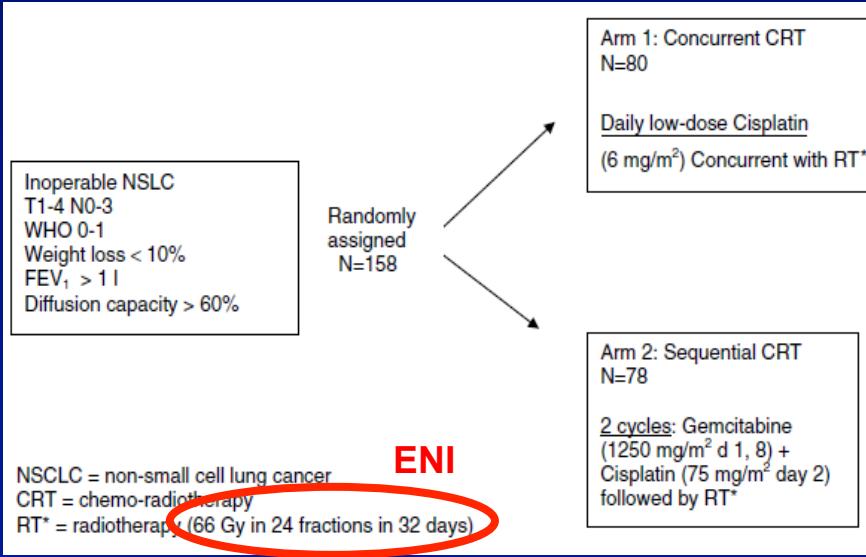 Inoperable NSLC
T1-4 N0-3
WHO 0-1
Weight loss < 10%
FEV₁ > 1 l
Diffusion capacity > 60%
Randomly
assigned
N=158
Arm 1: Concurrent CRT
N=80
Daily low-dose Cisplatin
(6 mg/m²) Concurrent with RT*
Arm 2: Sequential CRT
N=78
2 cycles: Gemcitabine
(1250 mg/m² d 1, 8) +
Cisplatin (75 mg/m² day 2)
followed by RT*
ENI
NSCLC = non-small cell lung cancer
CRT = chemo-radiotherapy
RT* = radiotherapy (66 Gy in 24 fractions in 32 days)